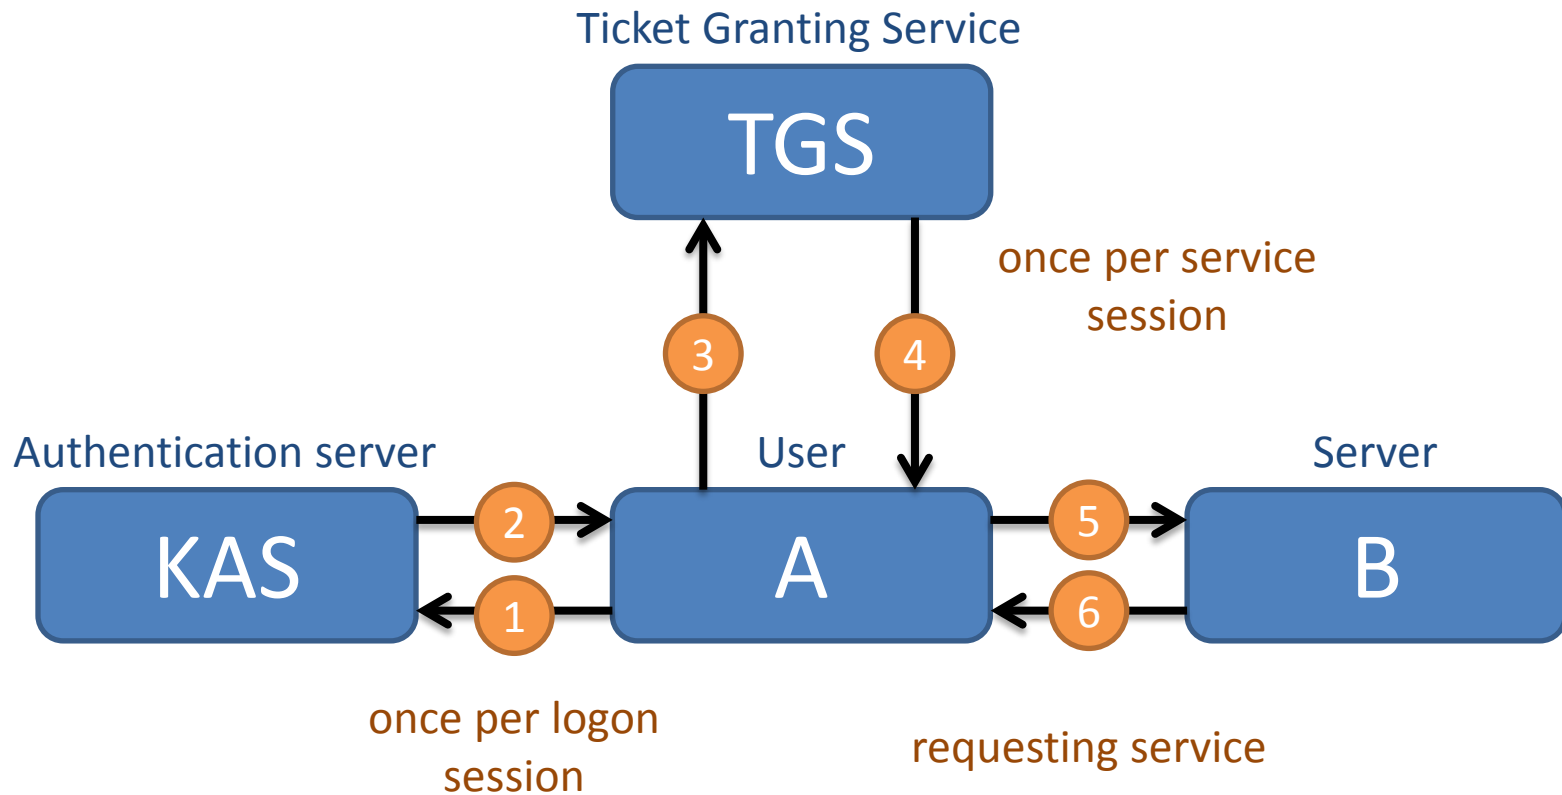 Ticket Granting Service
TGS
once per service
session
3
4
Authentication server
User
Server
KAS
2
1
A
5
6
B
once per logon
session
requesting service